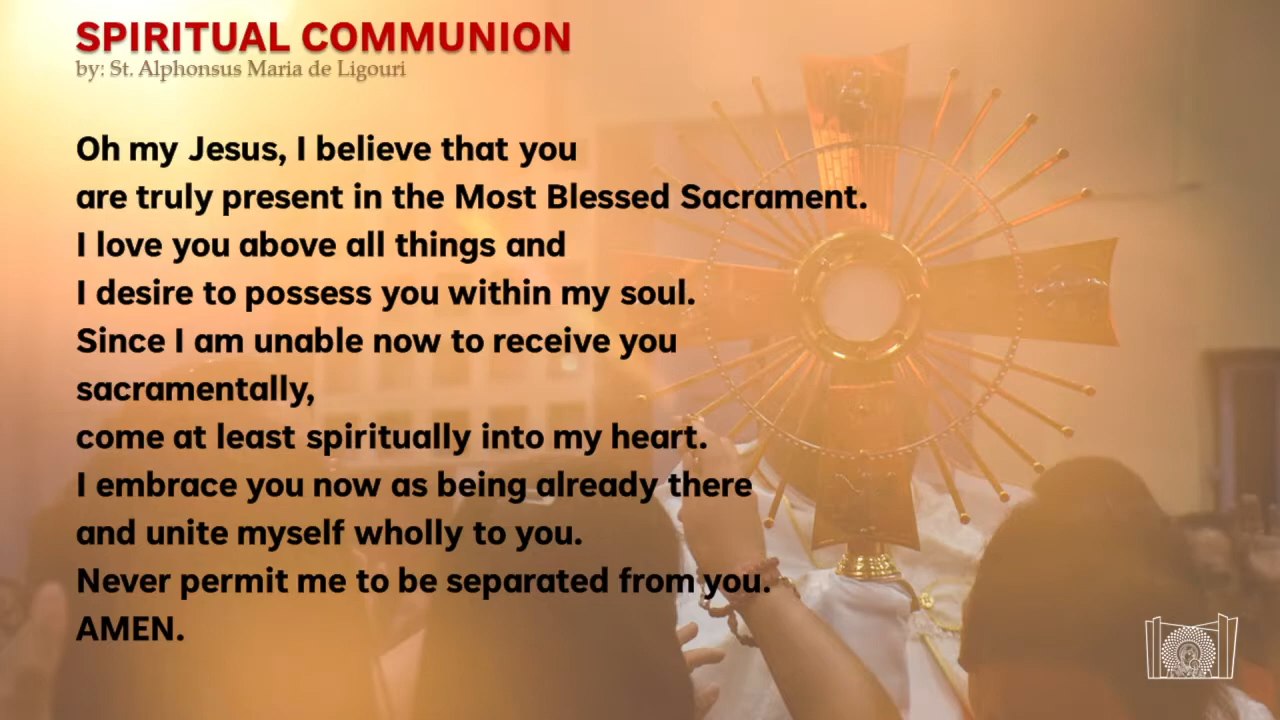 SPIRITUAL COMMUNION
by: St. Alphonsus Maria de Ligouri
Oh my Jesus, I believe that you
are truly present in the Most Blessed Sacrament.
I love you above all things and
I desire to possess you within my soul.
Since I am unable now to receive you
sacramentally,
come at least spiritually into my heart.
I embrace you now as being already there
and unite myself wholly to you.
Never permit me to be separated from you.
AMEN.